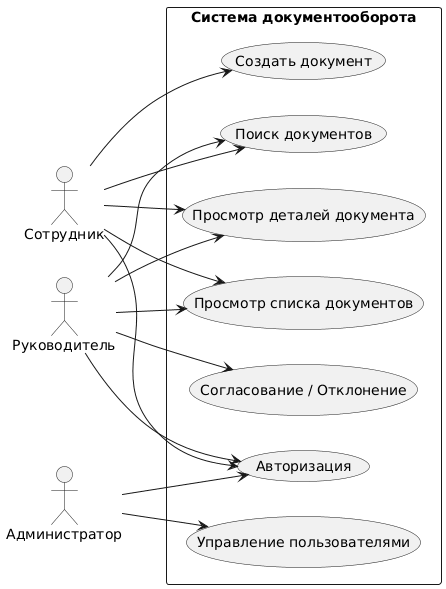 Система документооборота
Создать документ
Поиск документов
Просмотр деталей документа
Сотрудник
Просмотр списка документов
Руководитель
Согласование / Отклонение
Авторизация
Администратор
Управление пользователями